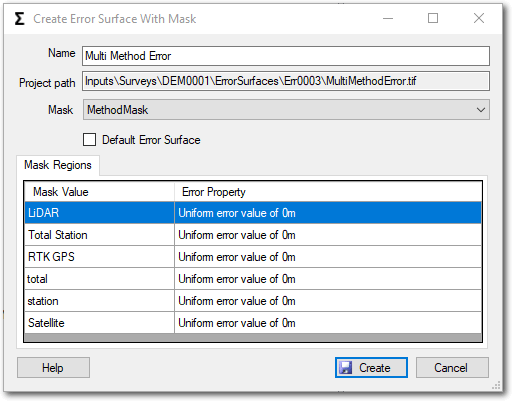 Σ Create Error Surface With Mask
Name Multi Method Error
Project path Inputs\Surveys\DEM0001\ErrorSurfaces\Err0003\MultiMethodError.tif
Mask MethodMask
Default Error Surface
Mask Regions
Mask Value Error Property
LiDAR Uniform error value of 0m
Total Station Uniform error value of 0m
RTK GPS Uniform error value of 0m
total Uniform error value of 0m
station Uniform error value of 0m
Satellite Uniform error value of 0m
Help Create Cancel